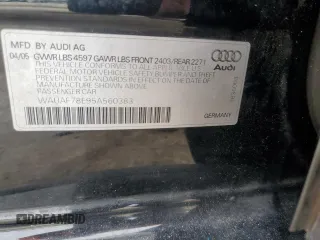 MFD BY AUDI AG
04/05 GVWR LBS 4597 GAWR LBS FRONT 2403/REAR 2271
THIS VEHICLE CONFORMS TO ALL APPLICABLE
FEDERAL MOTOR VEHICLE SAFETY, BUMPER AND THEFT
PREVENTION STANDARDS IN EFFECT ON THE DATE OF
MANUFACTURE SHOWN ABOVE.
WAUAF78E95A560383
PASSENGER CAR
Audi
GERMANY
DREAMBID